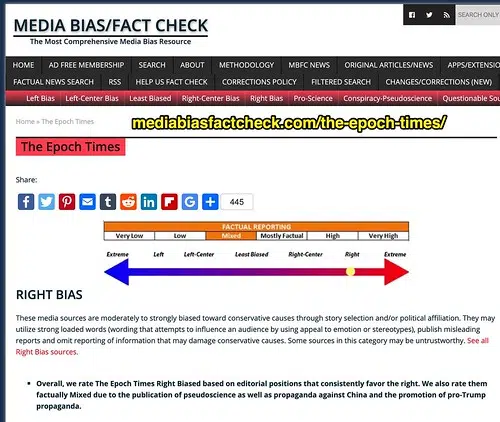 MEDIA BIAS/FACT CHECK
The Most Comprehensive Media Bias Resource
SEARCH ONLY
HOME AD FREE MEMBERSHIP SEARCH ABOUT METHODOLOGY MBFC NEWS ORIGINAL ARTICLES/NEWS APPS/EXTENSIO
FACTUAL NEWS SEARCH RSS HELP US FACT CHECK CORRECTIONS POLICY FILTERED SEARCH CHANGES/CORRECTIONS (NEW)
Left Bias Left-Center Bias Least Biased Right-Center Bias Right Bias Pro-Science Conspiracy-Pseudoscience Questionable Sou
Home » The Epoch Times
mediabiasfactcheck.com/the-epoch-times/
The Epoch Times
Share:
445
FACTUAL REPORTING
Very Low Low Mixed Mostly Factual High Very High
Extreme Left Left-Center Least Biased Right-Center Right Extreme
RIGHT BIAS
These media sources are moderately to strongly biased toward conservative causes through story selection and/or political affiliation. They may
utilize strong loaded words (wording that attempts to influence an audience by using appeal to emotion or stereotypes), publish misleading
reports and omit reporting of information that may damage conservative causes. Some sources in this category may be untrustworthy. See all
Right Bias sources.
• Overall, we rate The Epoch Times Right Biased based on editorial positions that consistently favor the right. We also rate them
factually Mixed due to the publication of pseudoscience as well as propaganda against China and the promotion of pro-Trump
propaganda.